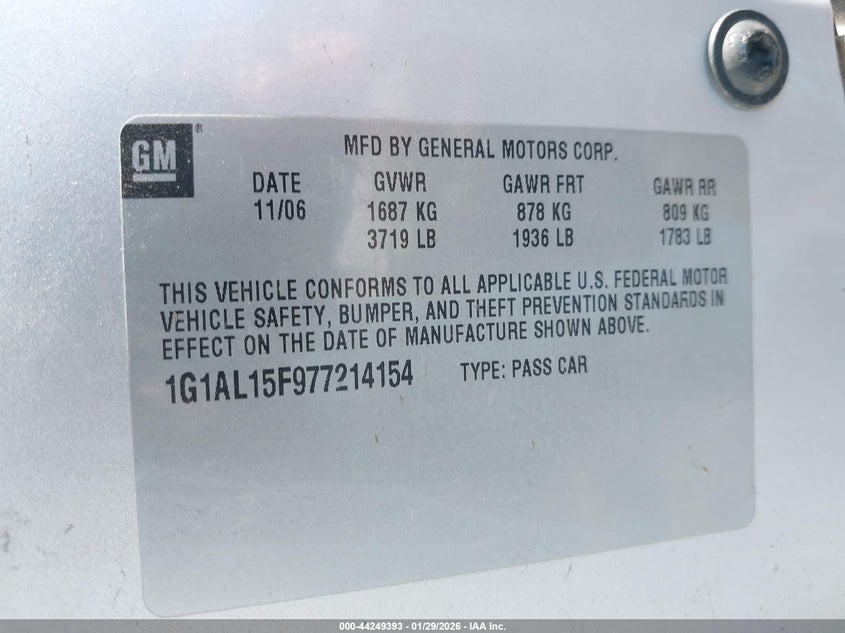 GM®
MFD BY GENERAL MOTORS CORP.
DATE GVWR GAWR FRT GAWR RR
11/06 1687 KG 878 KG 809 KG
3719 LB 1936 LB 1783 LB
THIS VEHICLE CONFORMS TO ALL APPLICABLE U.S. FEDERAL MOTOR
VEHICLE SAFETY, BUMPER, AND THEFT PREVENTION STANDARDS IN
EFFECT ON THE DATE OF MANUFACTURE SHOWN ABOVE.
1G1AL15F977214154 TYPE: PASS CAR
000-44249393 - 01/29/2026 - IAA Inc.